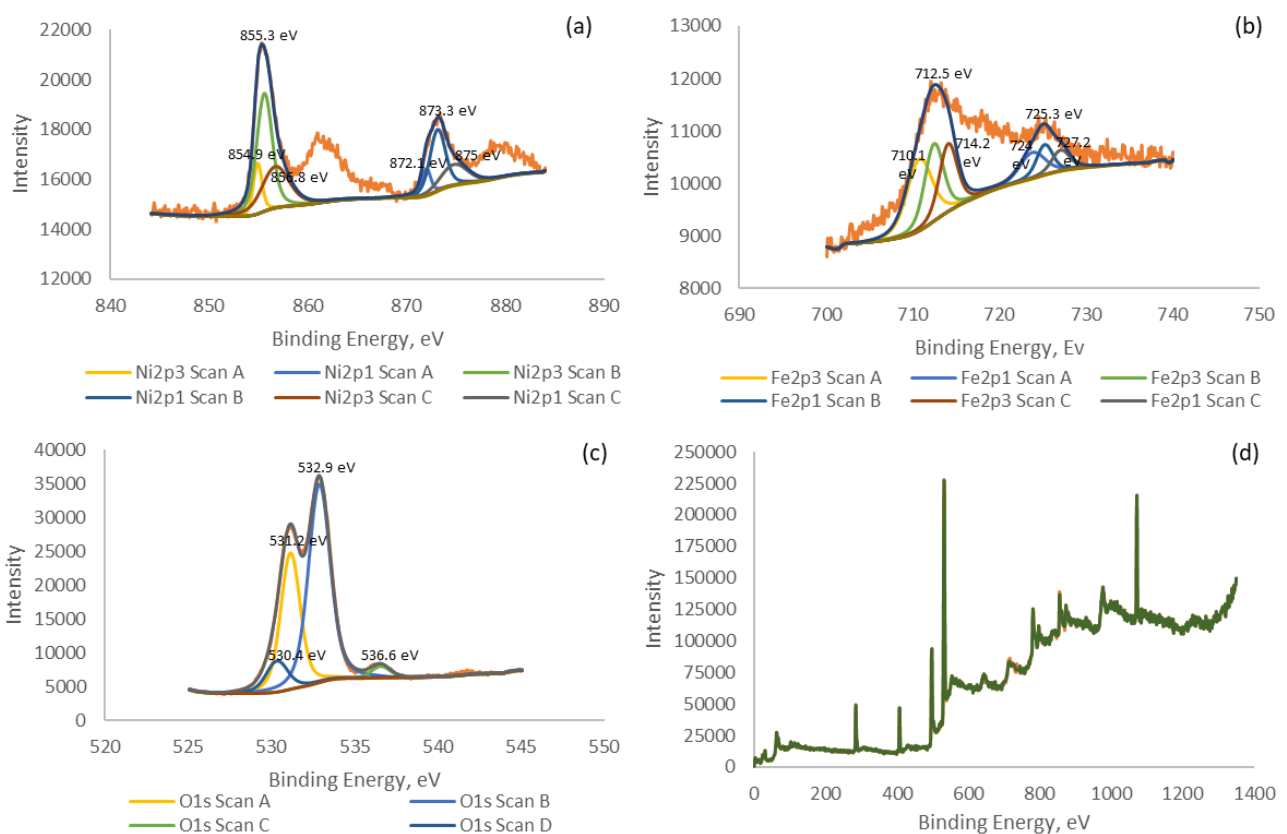 (a)
22000
20000
18000
16000
14000
12000
Intensity
855.3 eV
854.9 eV
856.8 eV
873.3 eV
872.1 eV
875 eV
840 850 860 870 880 890
Binding Energy, eV
Ni2p3 Scan A Ni2p1 Scan A Ni2p3 Scan B
Ni2p1 Scan B Ni2p3 Scan C Ni2p1 Scan C
(b)
13000
12000
11000
10000
9000
8000
Intensity
712.5 eV
710.1
eV
714.2
eV
725.3 eV
724
eV
727.2
eV
690 700 710 720 730 740 750
Binding Energy, Ev
Fe2p3 Scan A Fe2p1 Scan A Fe2p3 Scan B
Fe2p1 Scan B Fe2p3 Scan C Fe2p1 Scan C
(c)
40000
35000
30000
25000
20000
15000
10000
5000
0
Intensity
532.9 eV
531.2 eV
530.4 eV
536.6 eV
520 525 530 535 540 545 550
Binding Energy, eV
O1s Scan A O1s Scan B
O1s Scan C O1s Scan D
(d)
250000
225000
200000
175000
150000
125000
100000
75000
50000
25000
0
Intensity
0 200 400 600 800 1000 1200 1400
Binding Energy, eV